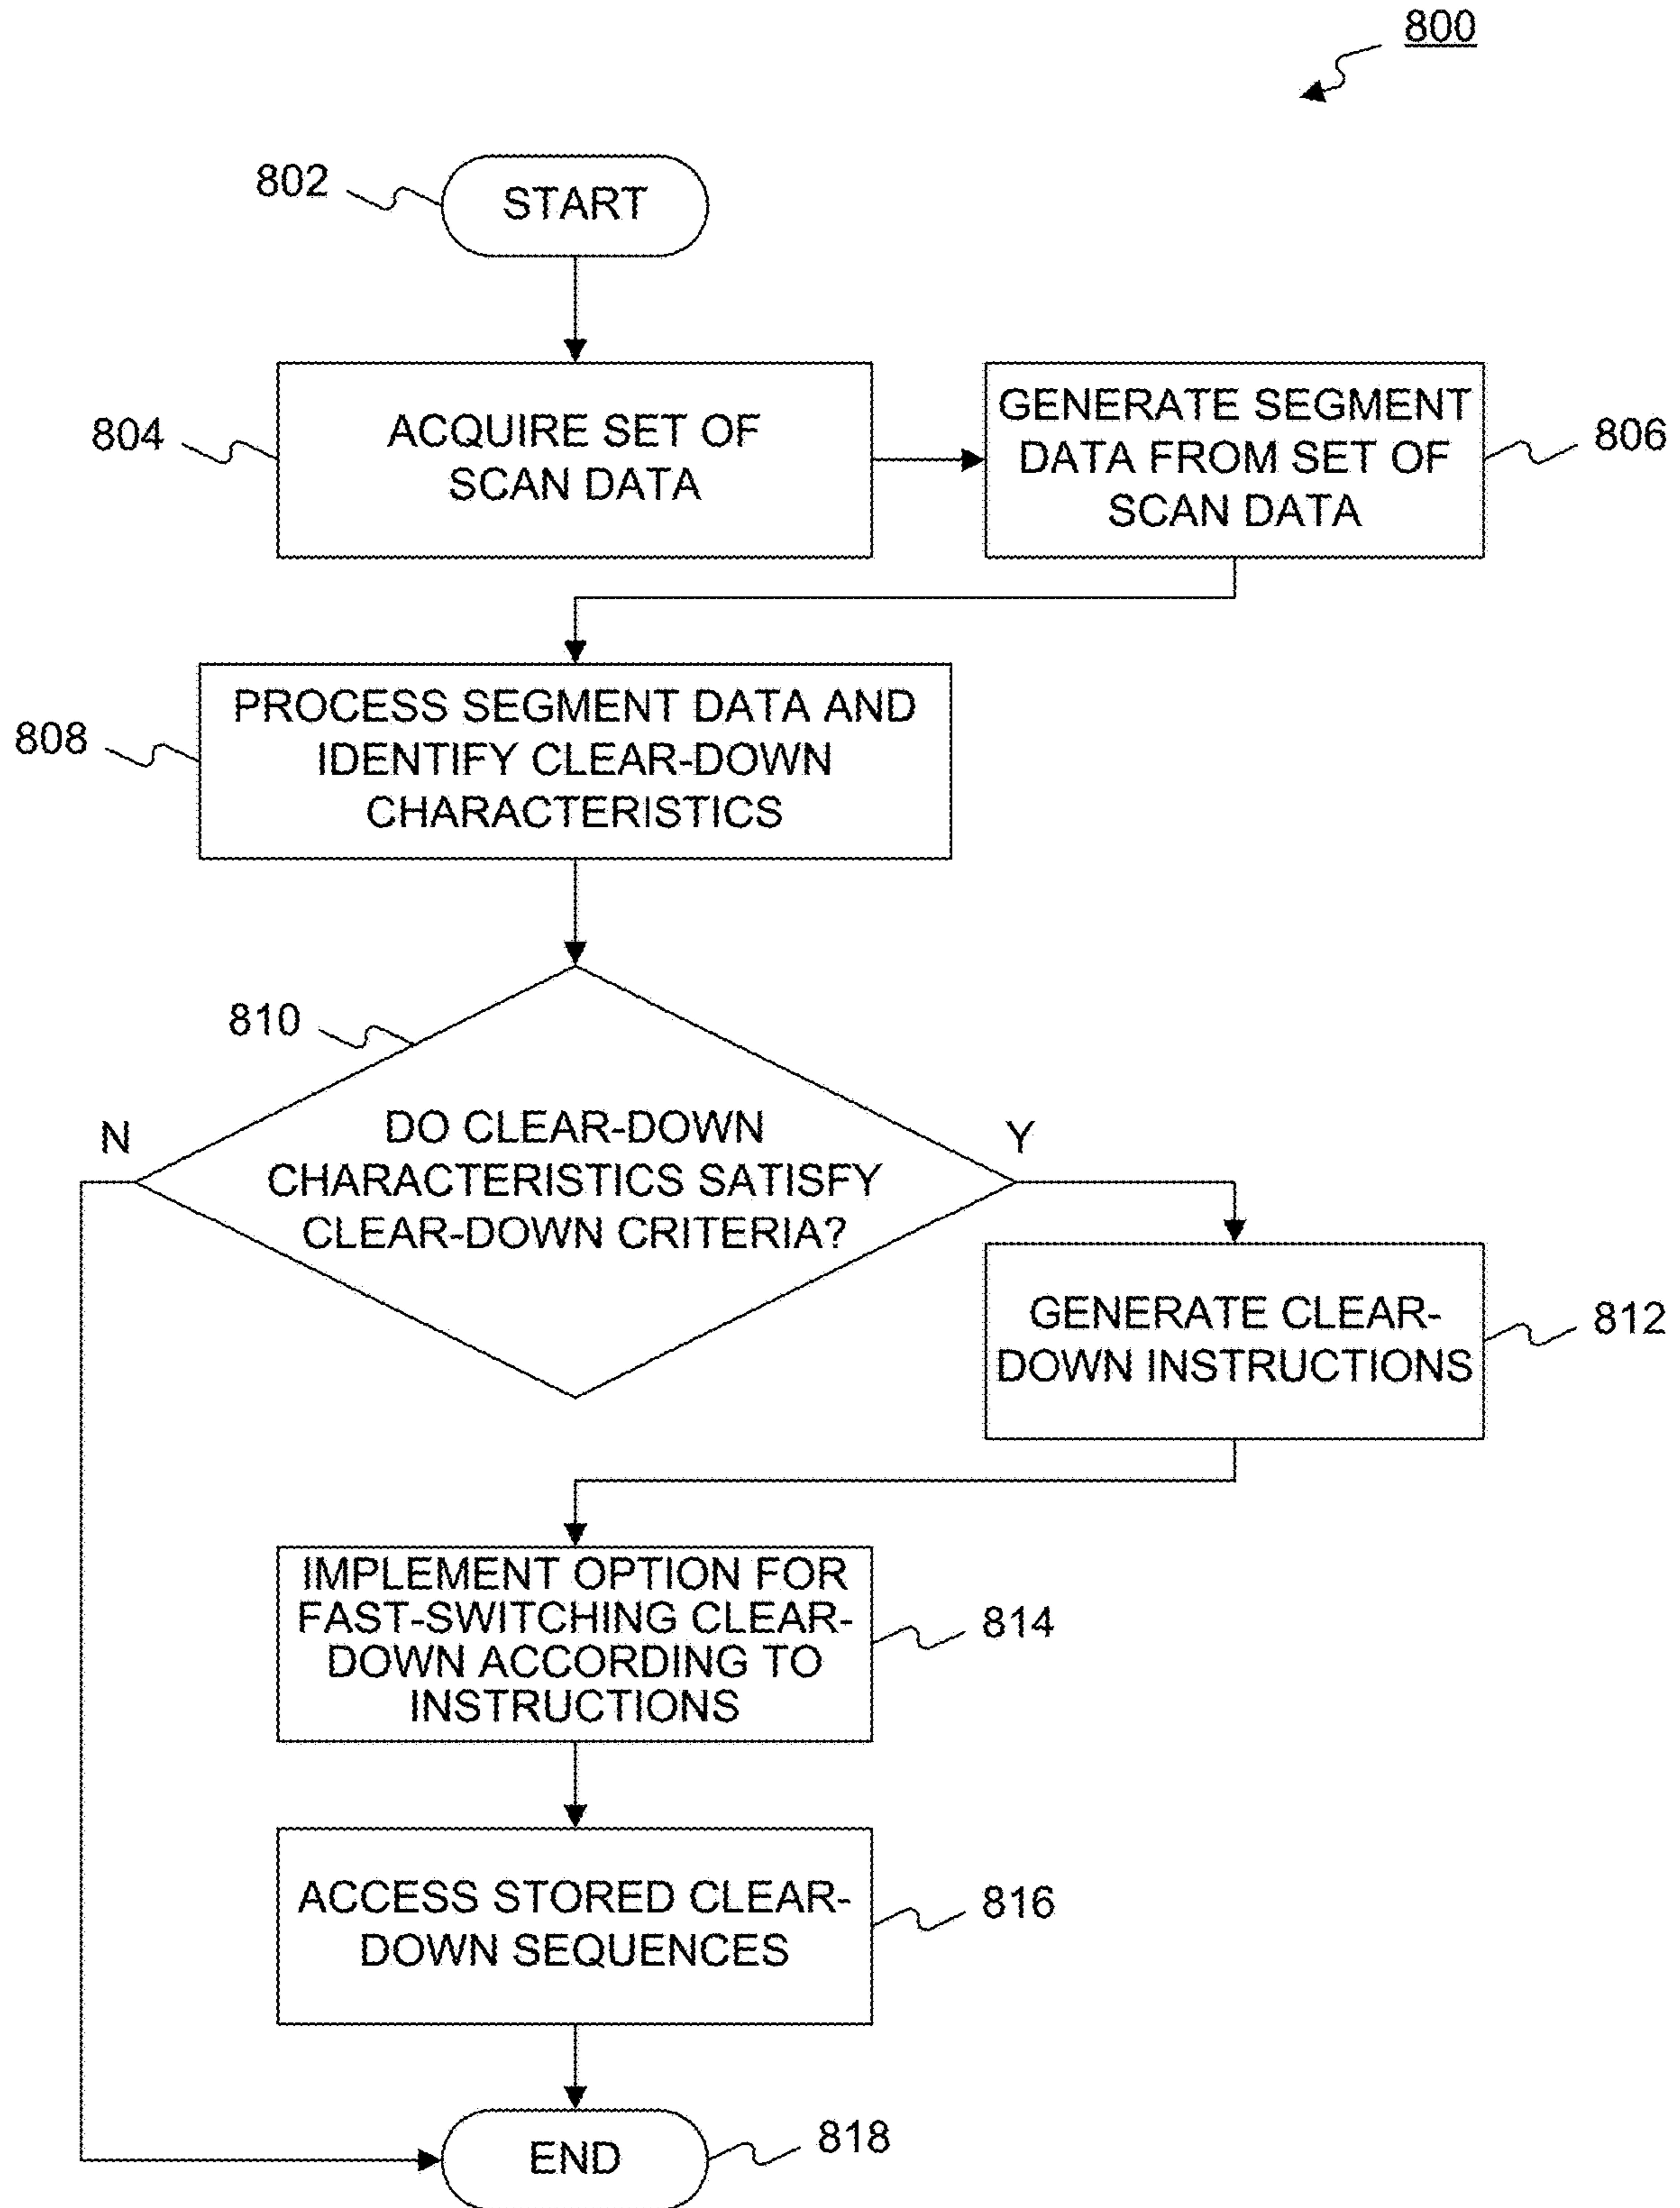 800
802
START
804
ACQUIRE SET OF
SCAN DATA
GENERATE SEGMENT
DATA FROM SET OF
SCAN DATA
806
808
PROCESS SEGMENT DATA AND
IDENTIFY CLEAR-DOWN
CHARACTERISTICS
810
N
DO CLEAR-DOWN
CHARACTERISTICS SATISFY
CLEAR-DOWN CRITERIA?
Y
GENERATE CLEAR-
DOWN INSTRUCTIONS
812
IMPLEMENT OPTION FOR
FAST-SWITCHING CLEAR-
DOWN ACCORDING TO
INSTRUCTIONS
814
ACCESS STORED CLEAR-
DOWN SEQUENCES
816
END
818